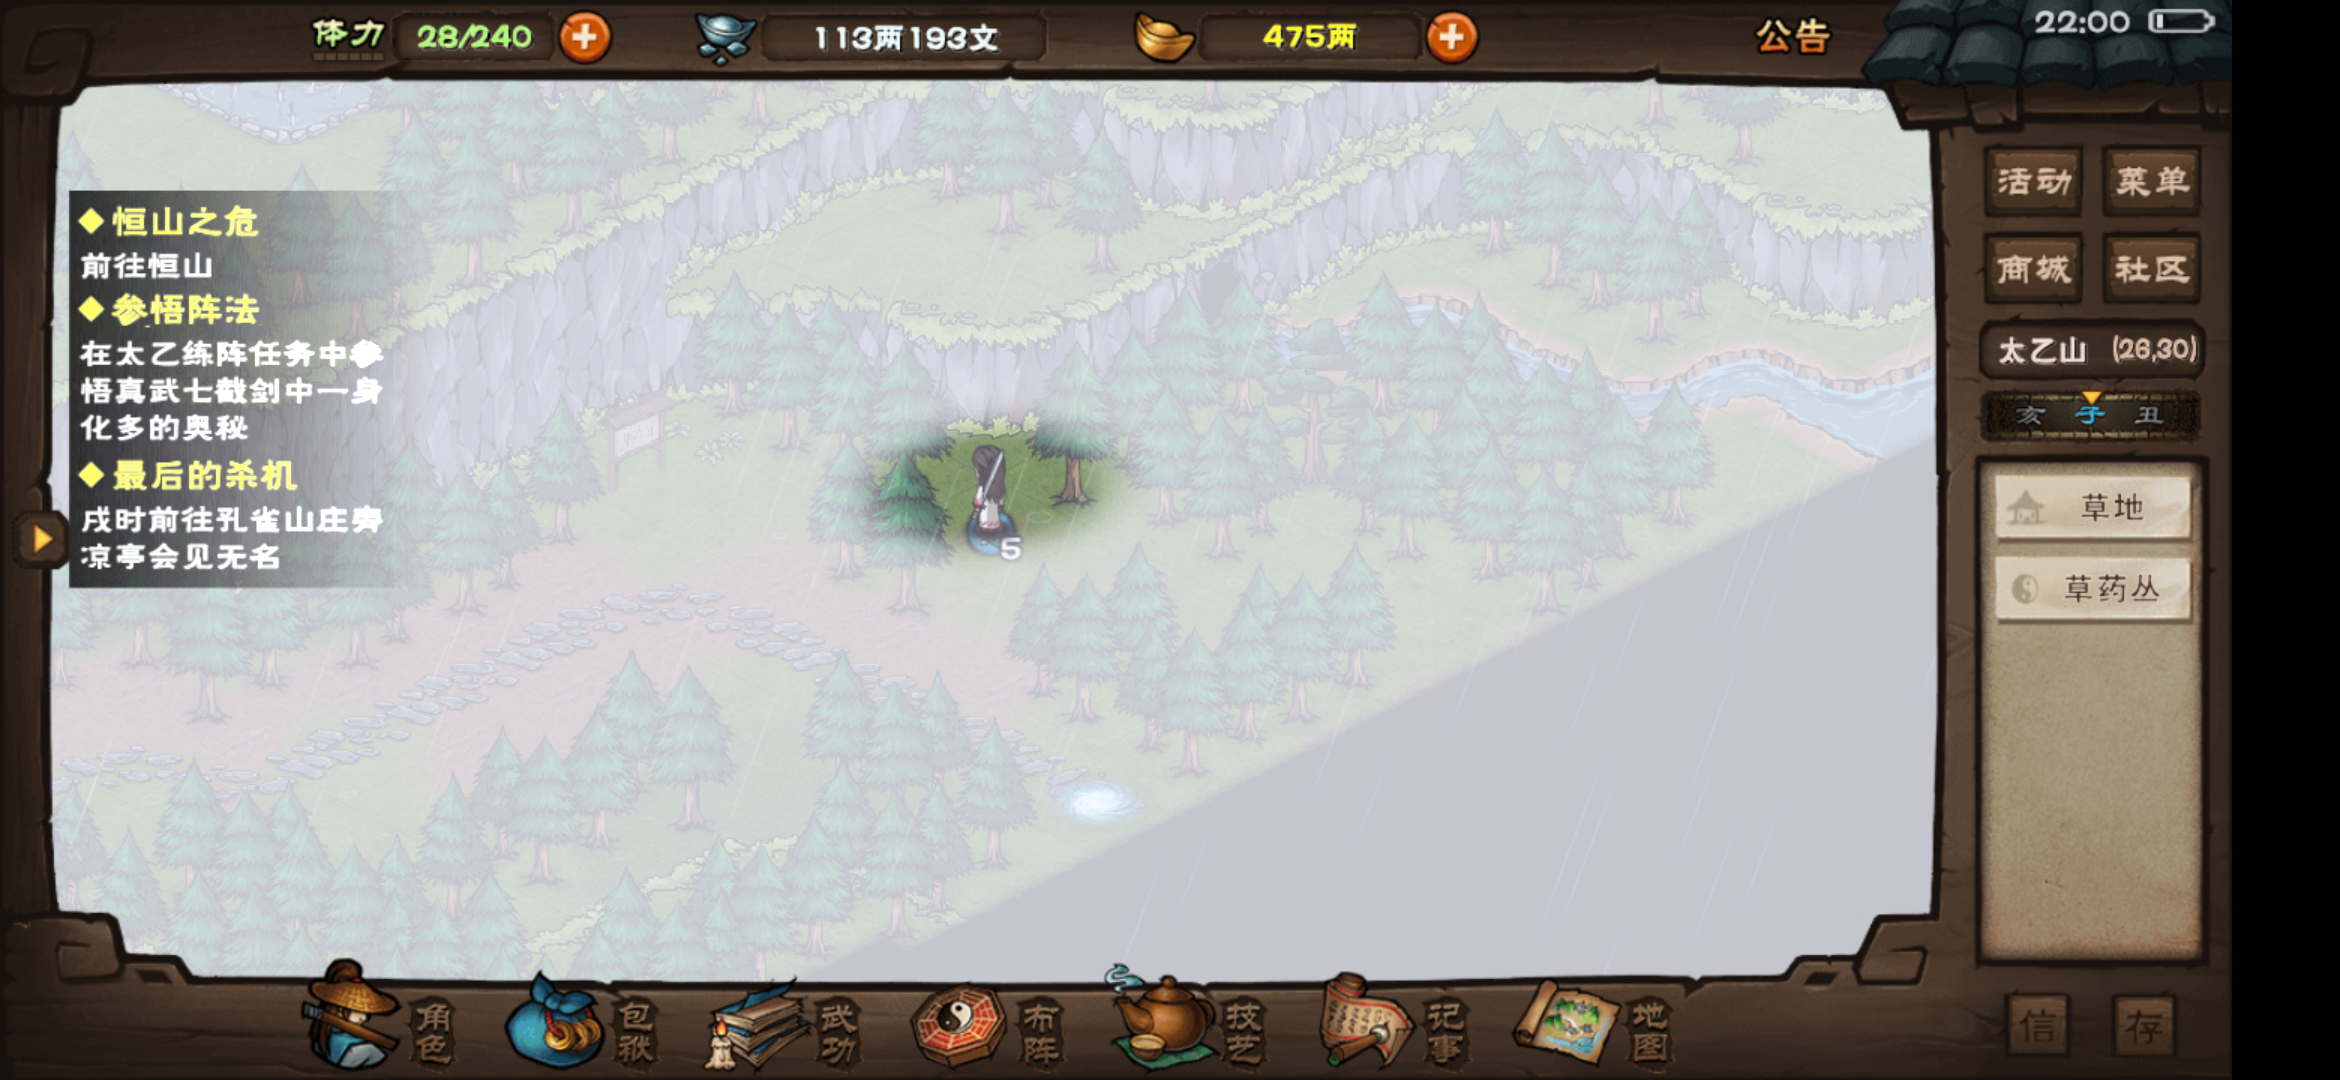 体力 28/240 113两193文 475两 公告 22:00
活动 菜单
商城 社区
太乙山 (26,30)
亥 子 丑
草地
草药丛
恒山之危
前往恒山
参悟阵法
在太乙练阵任务中参
悟真武七截剑中一身
化多的奥秘
最后的杀机
戌时前往孔雀山庄旁
凉亭会见无名
5
角色 包袱 武功 布阵 技艺 记事 地图 信 存